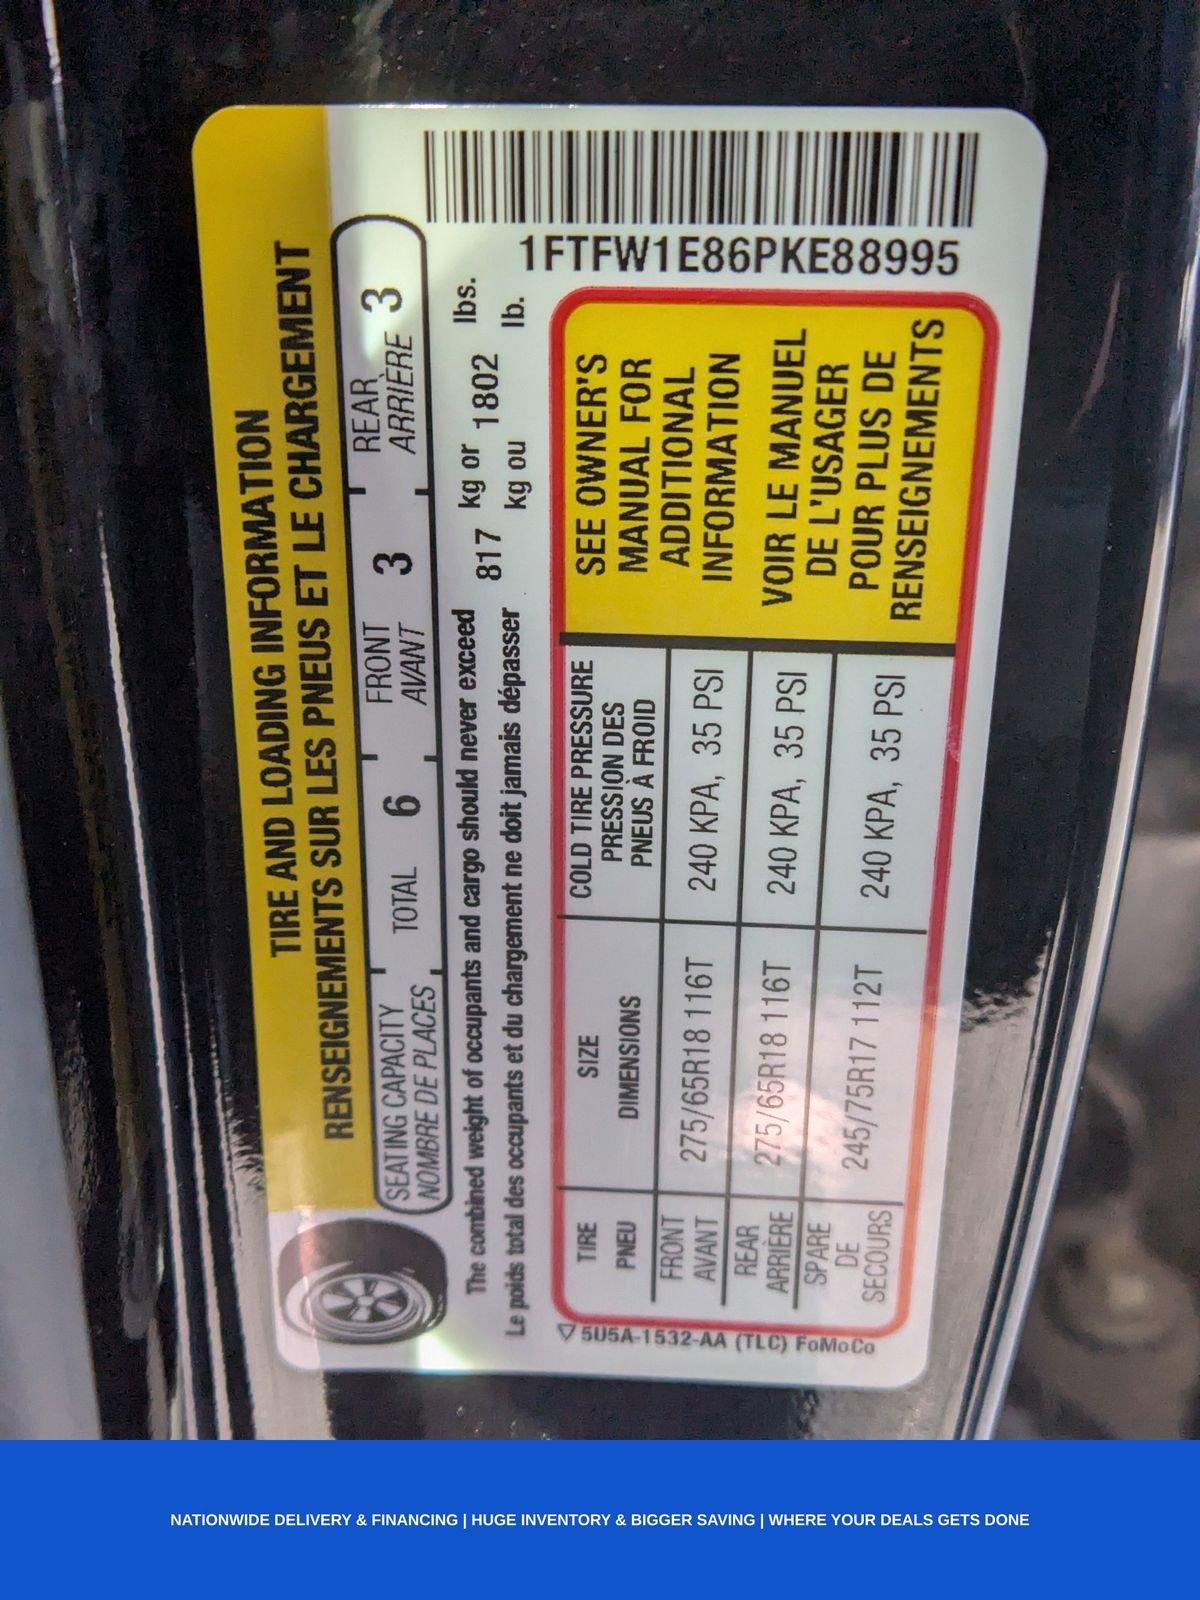 TIRE AND LOADING INFORMATION
RENSEIGNEMENTS SUR LES PNEUS ET LE CHARGEMENT
SEATING CAPACITY
NOMBRE DE PLACES
TOTAL 6
FRONT
AVANT
3
REAR
ARRIÈRE
3
The combined weight of occupants and cargo should never exceed 817 kg or 1802 lbs.
Le poids total des occupants et du chargement ne doit jamais dépasser kg ou lb.
1FTFW1E86PKE88995
TIRE
PNEU
SIZE
DIMENSIONS
COLD TIRE PRESSURE
PRESSION DES
PNEUS À FROID
FRONT
AVANT
275/65R18 116T
240 KPA, 35 PSI
REAR
ARRIÈRE
275/65R18 116T
240 KPA, 35 PSI
SPARE
DE
SECOURS
245/75R17 112T
240 KPA, 35 PSI
SEE OWNER'S
MANUAL FOR
ADDITIONAL
INFORMATION
VOIR LE MANUEL
DE L'USAGER
POUR PLUS DE
RENSEIGNEMENTS
5U5A-1532-AA (TLC) FoMoCo
NATIONWIDE DELIVERY & FINANCING | HUGE INVENTORY & BIGGER SAVING | WHERE YOUR DEALS GETS DONE